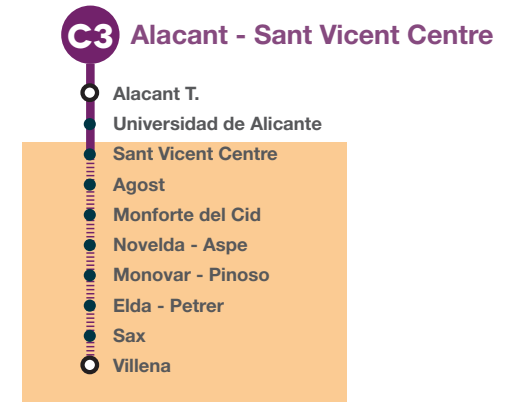 C3 Alacant - Sant Vicent Centre
Alacant T.
Universidad de Alicante
Sant Vicent Centre
Agost
Monforte del Cid
Novelda - Aspe
Monovar - Pinoso
Elda - Petrer
Sax
Villena